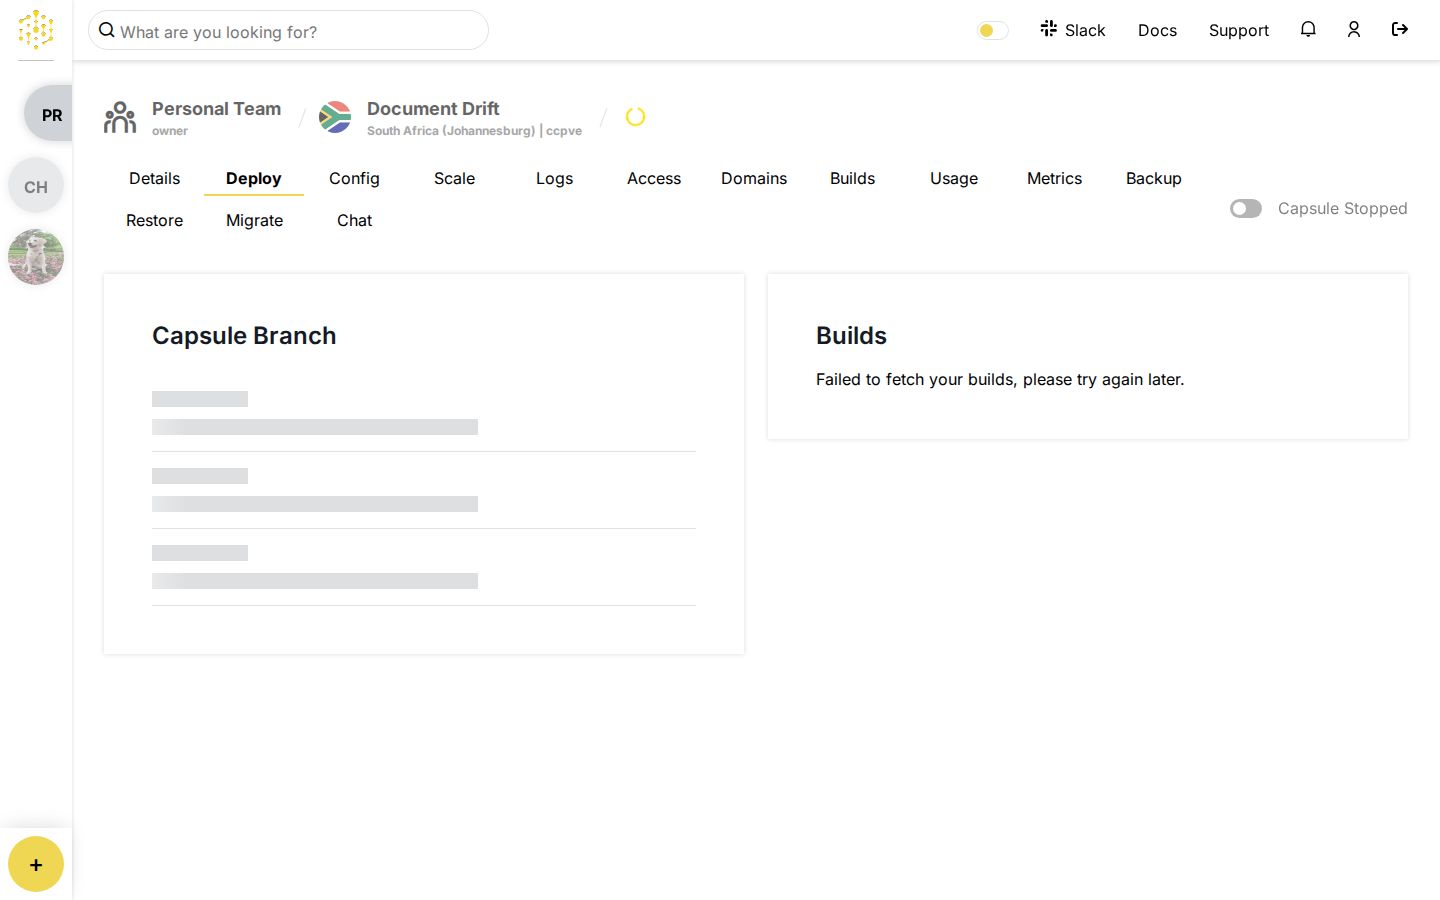 What are you looking for?
Slack
Docs
Support
PR
CH
Personal Team
owner
/
Document Drift
South Africa (Johannesburg) | ccpve
/
Details
Deploy
Config
Scale
Logs
Access
Domains
Builds
Usage
Metrics
Backup
Restore
Migrate
Chat
Capsule Stopped
Capsule Branch
Builds
Failed to fetch your builds, please try again later.
+